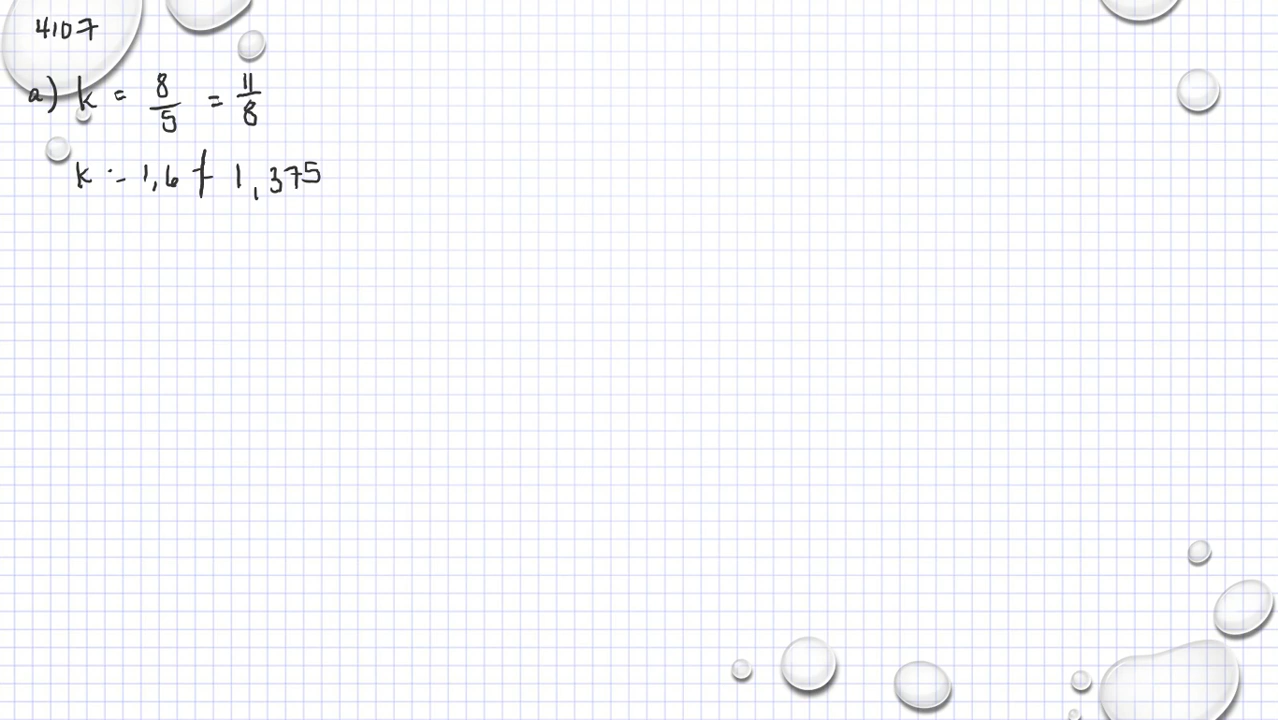 4107
a) k = 8/5 = 11/8
k = 1,6 ≠ 1,375